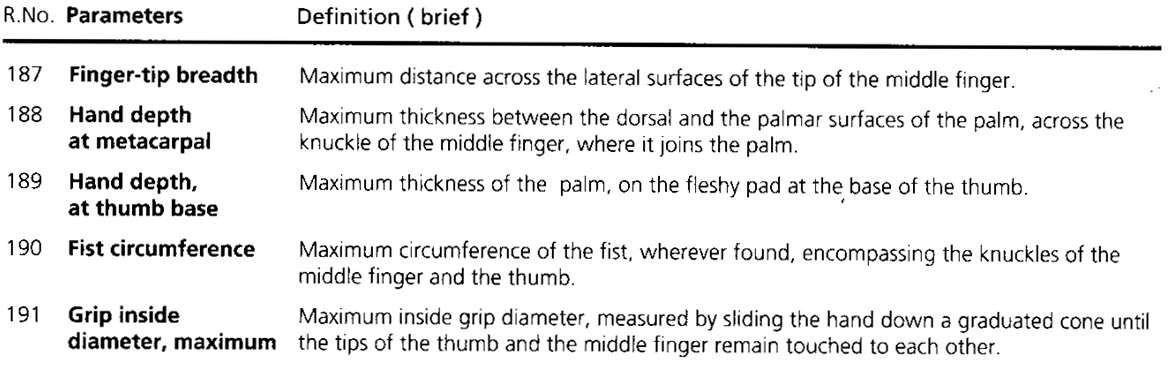 R.No. Parameters Definition ( brief )
187 Finger-tip breadth Maximum distance across the lateral surfaces of the tip of the middle finger.
188 Hand depth Maximum thickness between the dorsal and the palmar surfaces of the palm, across the
at metacarpal knuckle of the middle finger, where it joins the palm.
189 Hand depth, Maximum thickness of the palm, on the fleshy pad at the base of the thumb.
at thumb base
190 Fist circumference Maximum circumference of the fist, wherever found, encompassing the knuckles of the
middle finger and the thumb.
191 Grip inside Maximum inside grip diameter, measured by sliding the hand down a graduated cone until
diameter, maximum the tips of the thumb and the middle finger remain touched to each other.